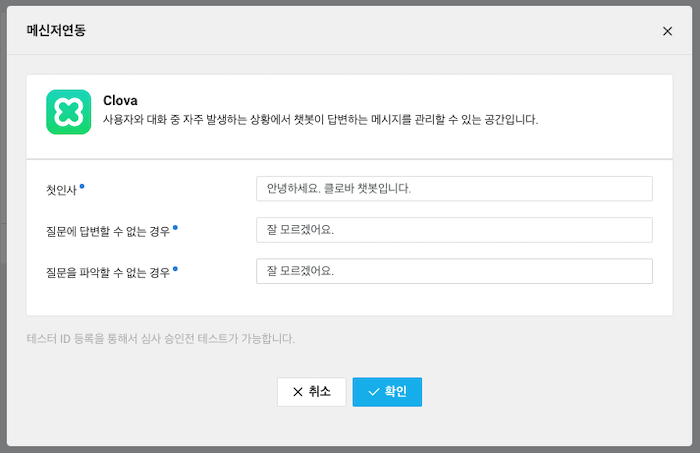 메신저연동
Clova
사용자와 대화 중 자주 발생하는 상황에서 챗봇이 답변하는 메시지를 관리할 수 있는 공간입니다.
첫인사
안녕하세요. 클로바 챗봇입니다.
질문에 답변할 수 없는 경우
잘 모르겠어요.
질문을 파악할 수 없는 경우
잘 모르겠어요.
테스터 ID 등록을 통해서 심사 승인전 테스트가 가능합니다.
취소
확인